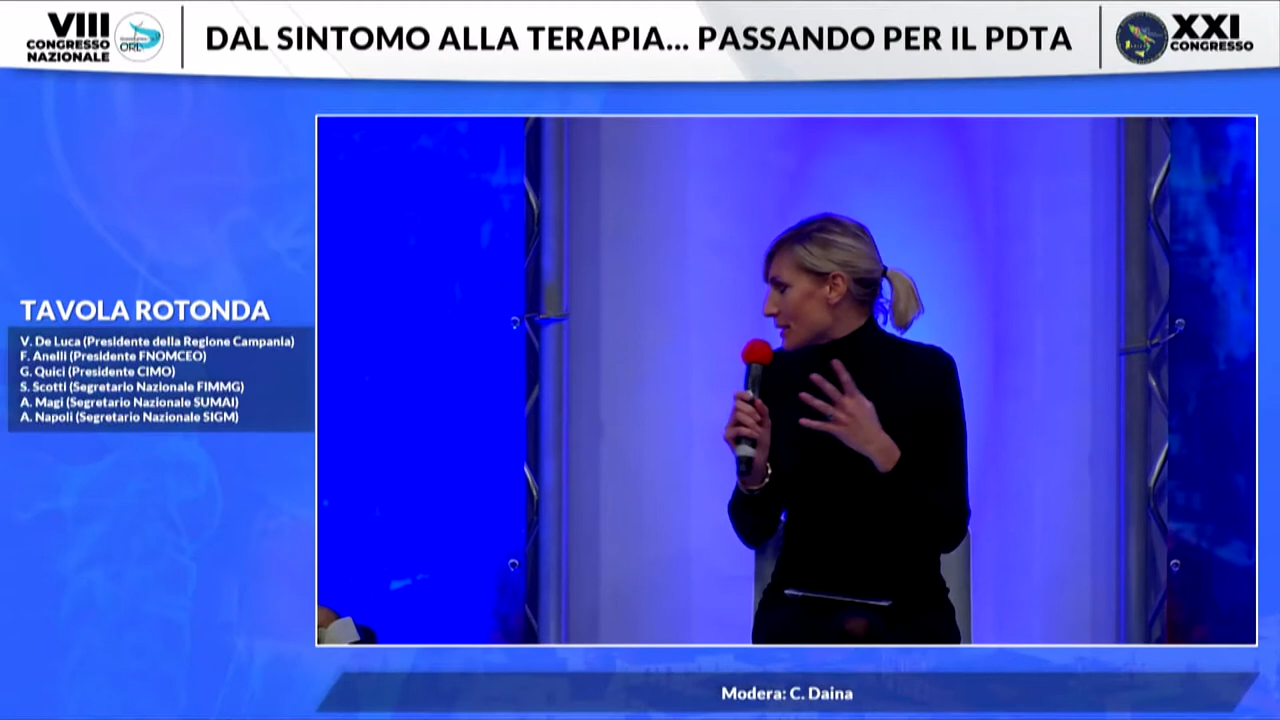 VIII
CONGRESSO
NAZIONALE
ORL
DAL SINTOMO ALLA TERAPIA... PASSANDO PER IL PDTA
XXI
CONGRESSO
TAVOLA ROTONDA
V. De Luca (Presidente della Regione Campania)
F. Anelli (Presidente FNOMCEO)
G. Quici (Presidente CIMO)
S. Scotti (Segretario Nazionale FIMMG)
A. Magi (Segretario Nazionale SUMAI)
A. Napoli (Segretario Nazionale SIGM)
Modera: C. Daina